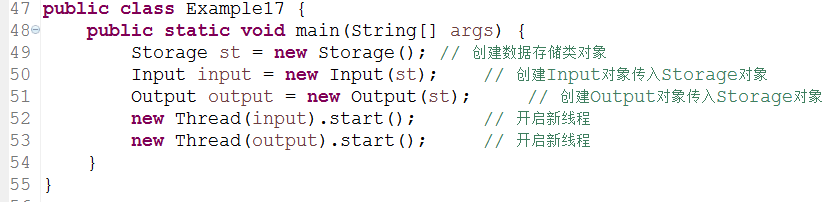 47 public class Example17 {
48 public static void main(String[] args) {
49 Storage st = new Storage(); // 创建数据存储类对象
50 Input input = new Input(st); // 创建Input对象传入Storage对象
51 Output output = new Output(st); // 创建Output对象传入Storage对象
52 new Thread(input).start(); // 开启新线程
53 new Thread(output).start(); // 开启新线程
54 }
55 }